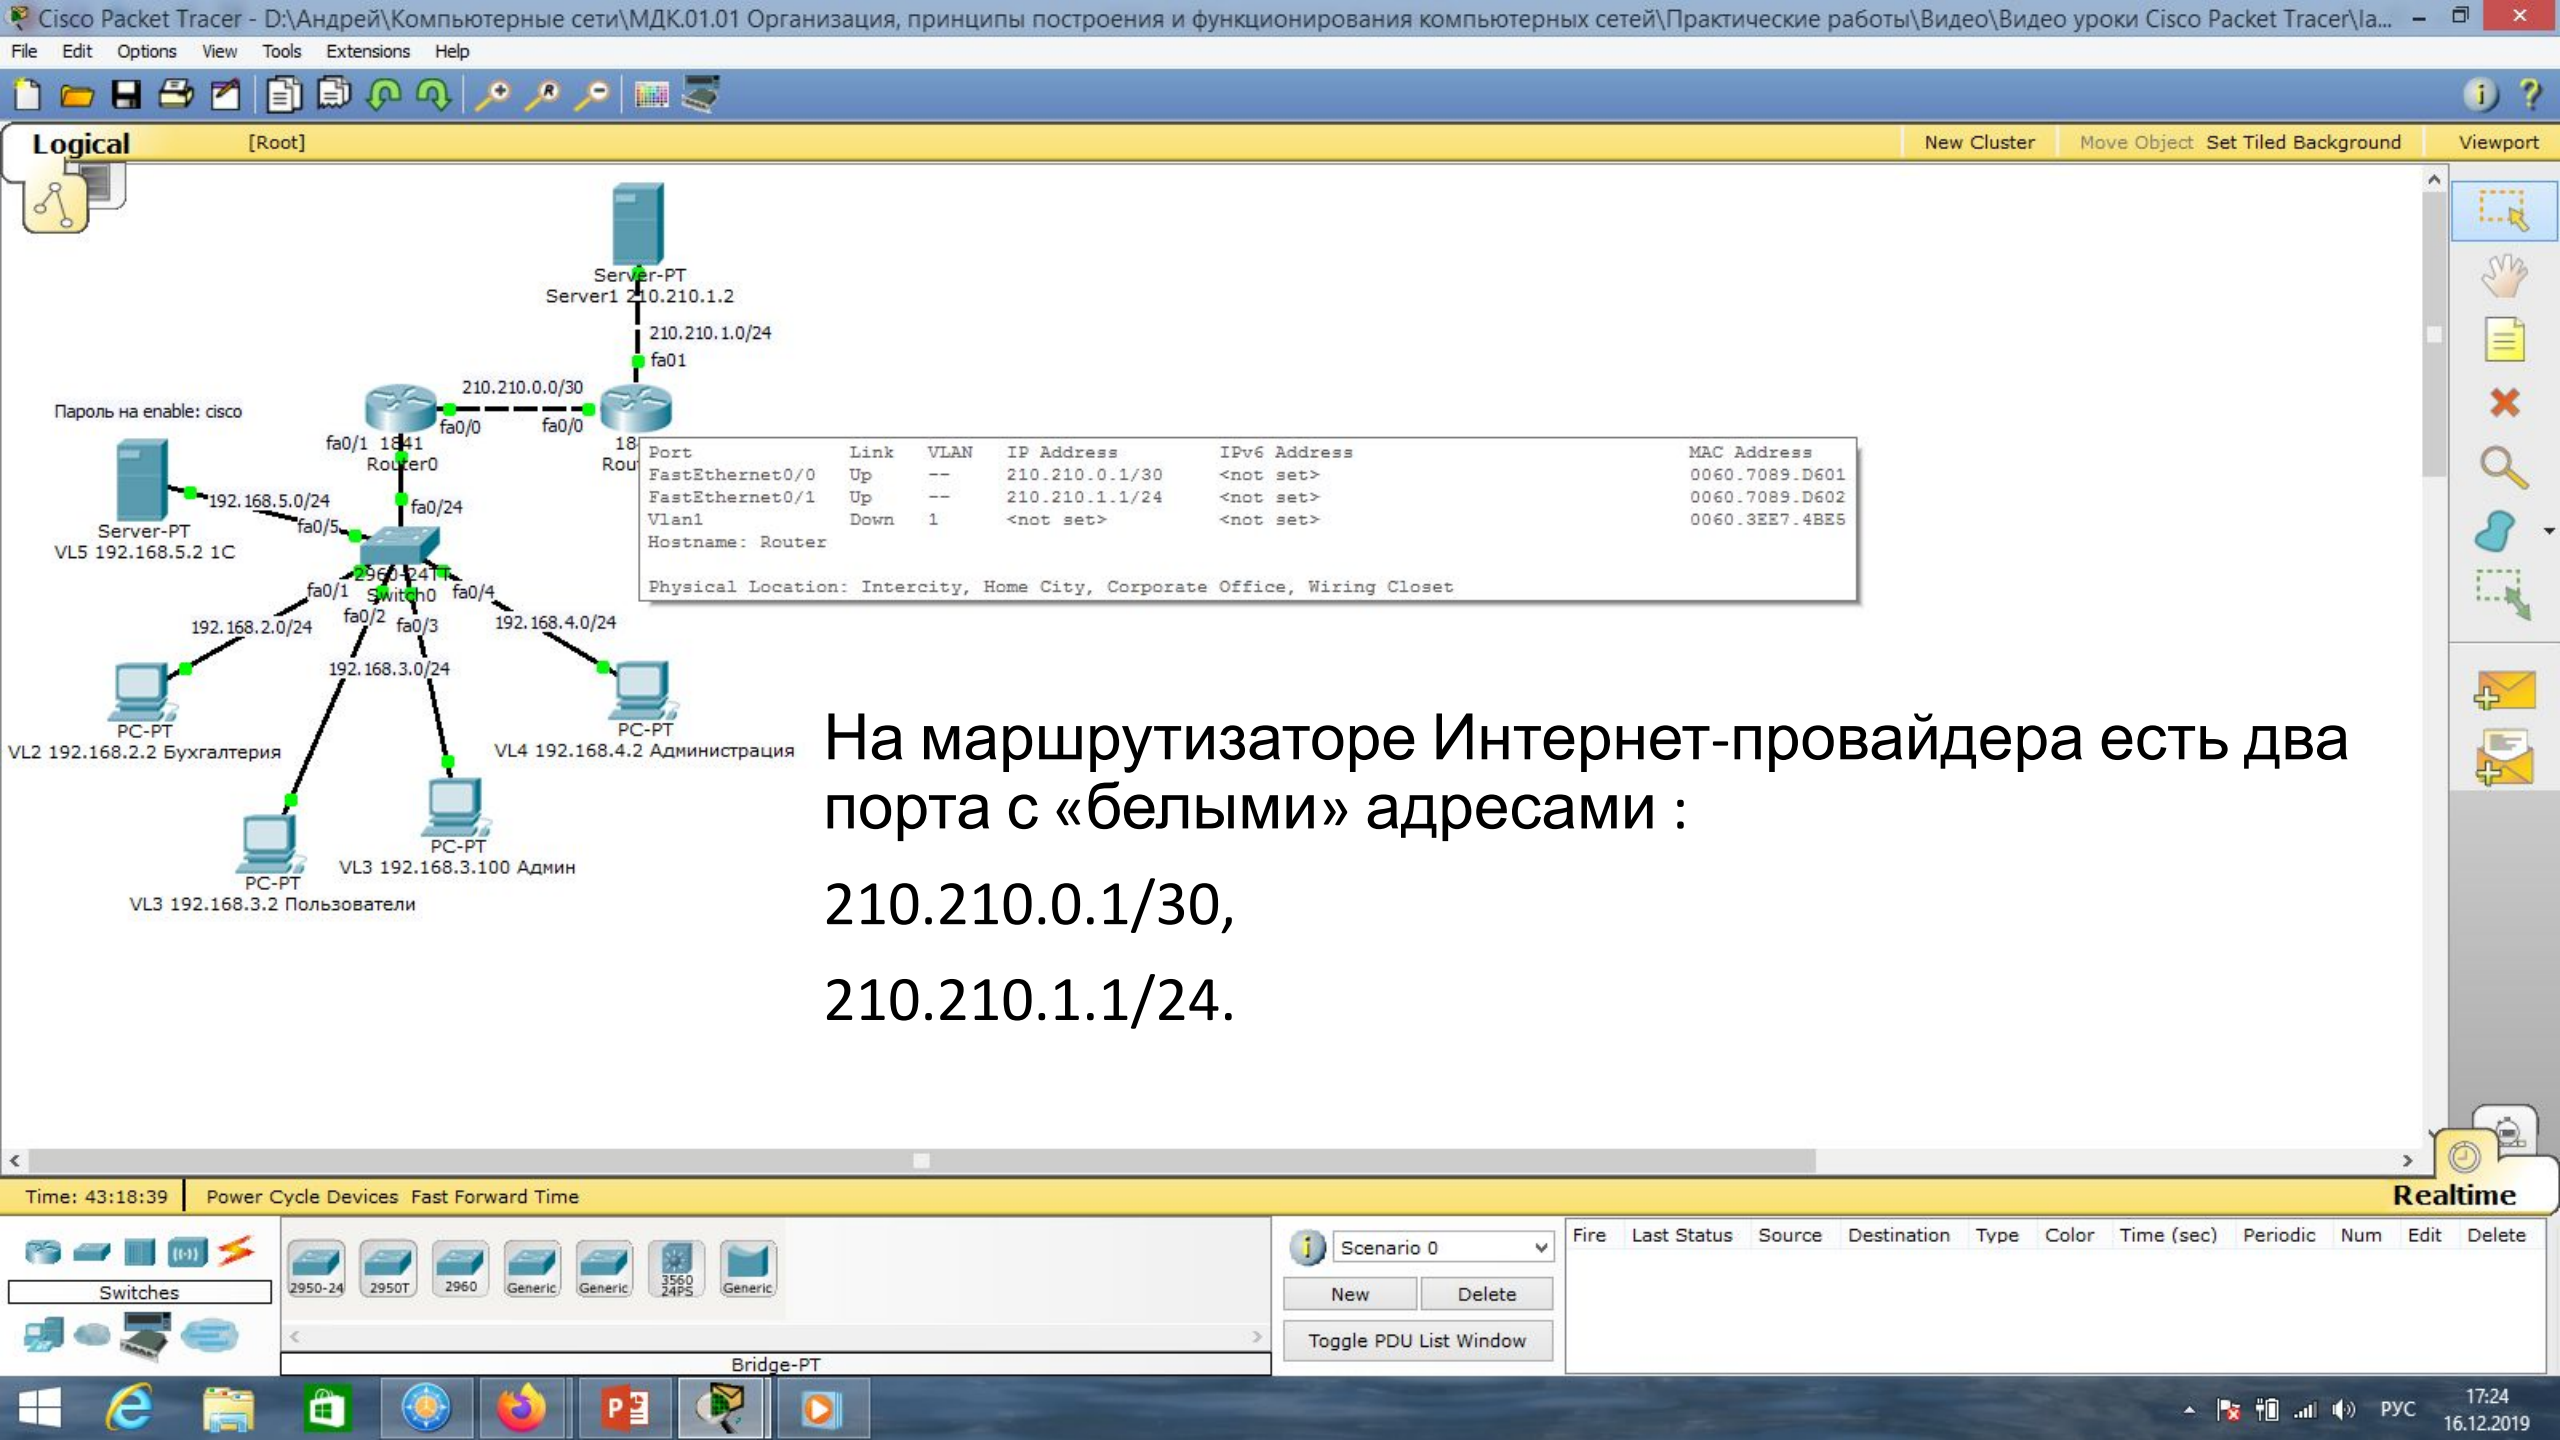 Cisco Packet Tracer - D:\Андрей\Компьютерные сети\МДК.01.01 Организация, принципы построения и функционирования компьютерных сетей\Практические работы\Видео\Видео уроки Cisco Packet Tracer\la...
File Edit Options View Tools Extensions Help
Logical [Root] New Cluster Move Object Set Tiled Background Viewport
Server-PT
Server1 210.210.1.2
210.210.1.0/24
fa01
210.210.0.0/30
Пароль на enable: cisco
fa0/0 fa0/0
fa0/1 1841
Router0
18
Rou
Port Link VLAN IP Address IPv6 Address MAC Address
FastEthernet0/0 Up -- 210.210.0.1/30 <not set> 0060.7089.D601
FastEthernet0/1 Up -- 210.210.1.1/24 <not set> 0060.7089.D602
Vlan1 Down 1 <not set> <not set> 0060.3EE7.4BE5
Hostname: Router
Physical Location: Intercity, Home City, Corporate Office, Wiring Closet
192.168.5.0/24
fa0/24
fa0/5
Server-PT
VL5 192.168.5.2 1C
2960-24TT
Switch0
fa0/1
fa0/2
fa0/3
fa0/4
192.168.2.0/24
192.168.4.0/24
192.168.3.0/24
PC-PT
VL2 192.168.2.2 Бухгалтерия
PC-PT
VL4 192.168.4.2 Администрация
PC-PT
VL3 192.168.3.100 Админ
PC-PT
VL3 192.168.3.2 Пользователи
На маршрутизаторе Интернет-провайдера есть два
порта с «белыми» адресами :
210.210.0.1/30,
210.210.1.1/24.
Time: 43:18:39 Power Cycle Devices Fast Forward Time
Realtime
Switches
2950-24 2950T 2960 Generic Generic 3560 24PS Generic
Bridge-PT
Scenario 0
New Delete
Toggle PDU List Window
Fire Last Status Source Destination Type Color Time (sec) Periodic Num Edit Delete
РУС
17:24
16.12.2019